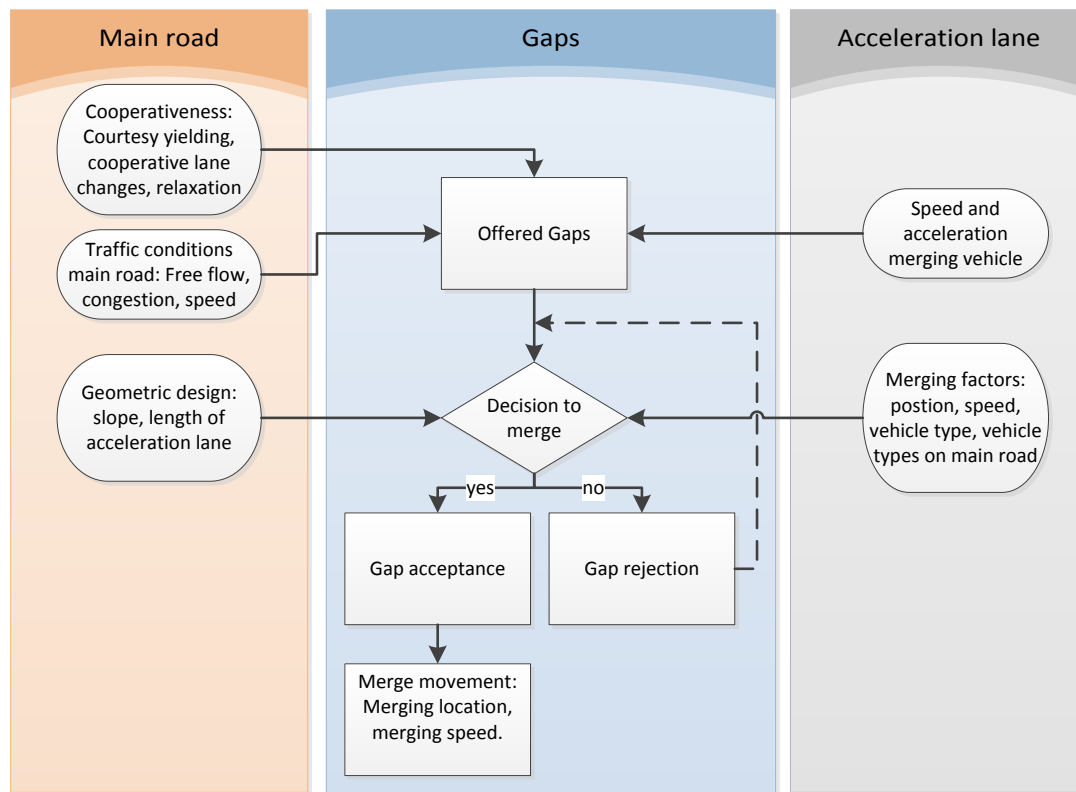 Main road
Gaps
Acceleration lane
Cooperativeness:
Courtesy yielding,
cooperative lane
changes, relaxation
Traffic conditions
main road: Free flow,
congestion, speed
Geometric design:
slope, length of
acceleration lane
Offered Gaps
Decision to
merge
yes
no
Gap acceptance
Gap rejection
Merge movement:
Merging location,
merging speed.
Speed and
acceleration
merging vehicle
Merging factors:
postion, speed,
vehicle type, vehicle
types on main road